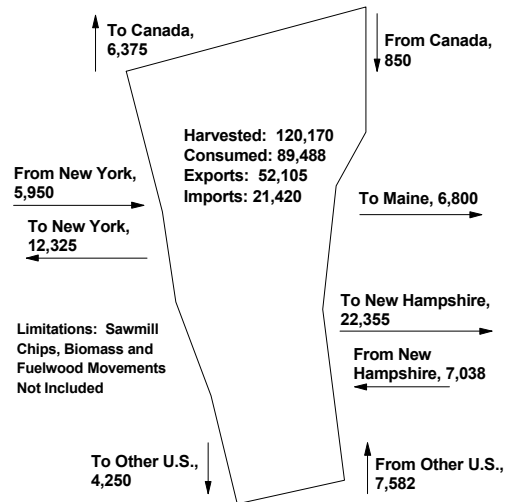 To Canada,
6,375
From Canada,
850
Harvested: 120,170
Consumed: 89,488
Exports: 52,105
Imports: 21,420
From New York,
5,950
To New York,
12,325
To Maine, 6,800
To New Hampshire,
22,355
From New
Hampshire, 7,038
Limitations: Sawmill
Chips, Biomass and
Fuelwood Movements
Not Included
To Other U.S.,
4,250
From Other U.S.,
7,582